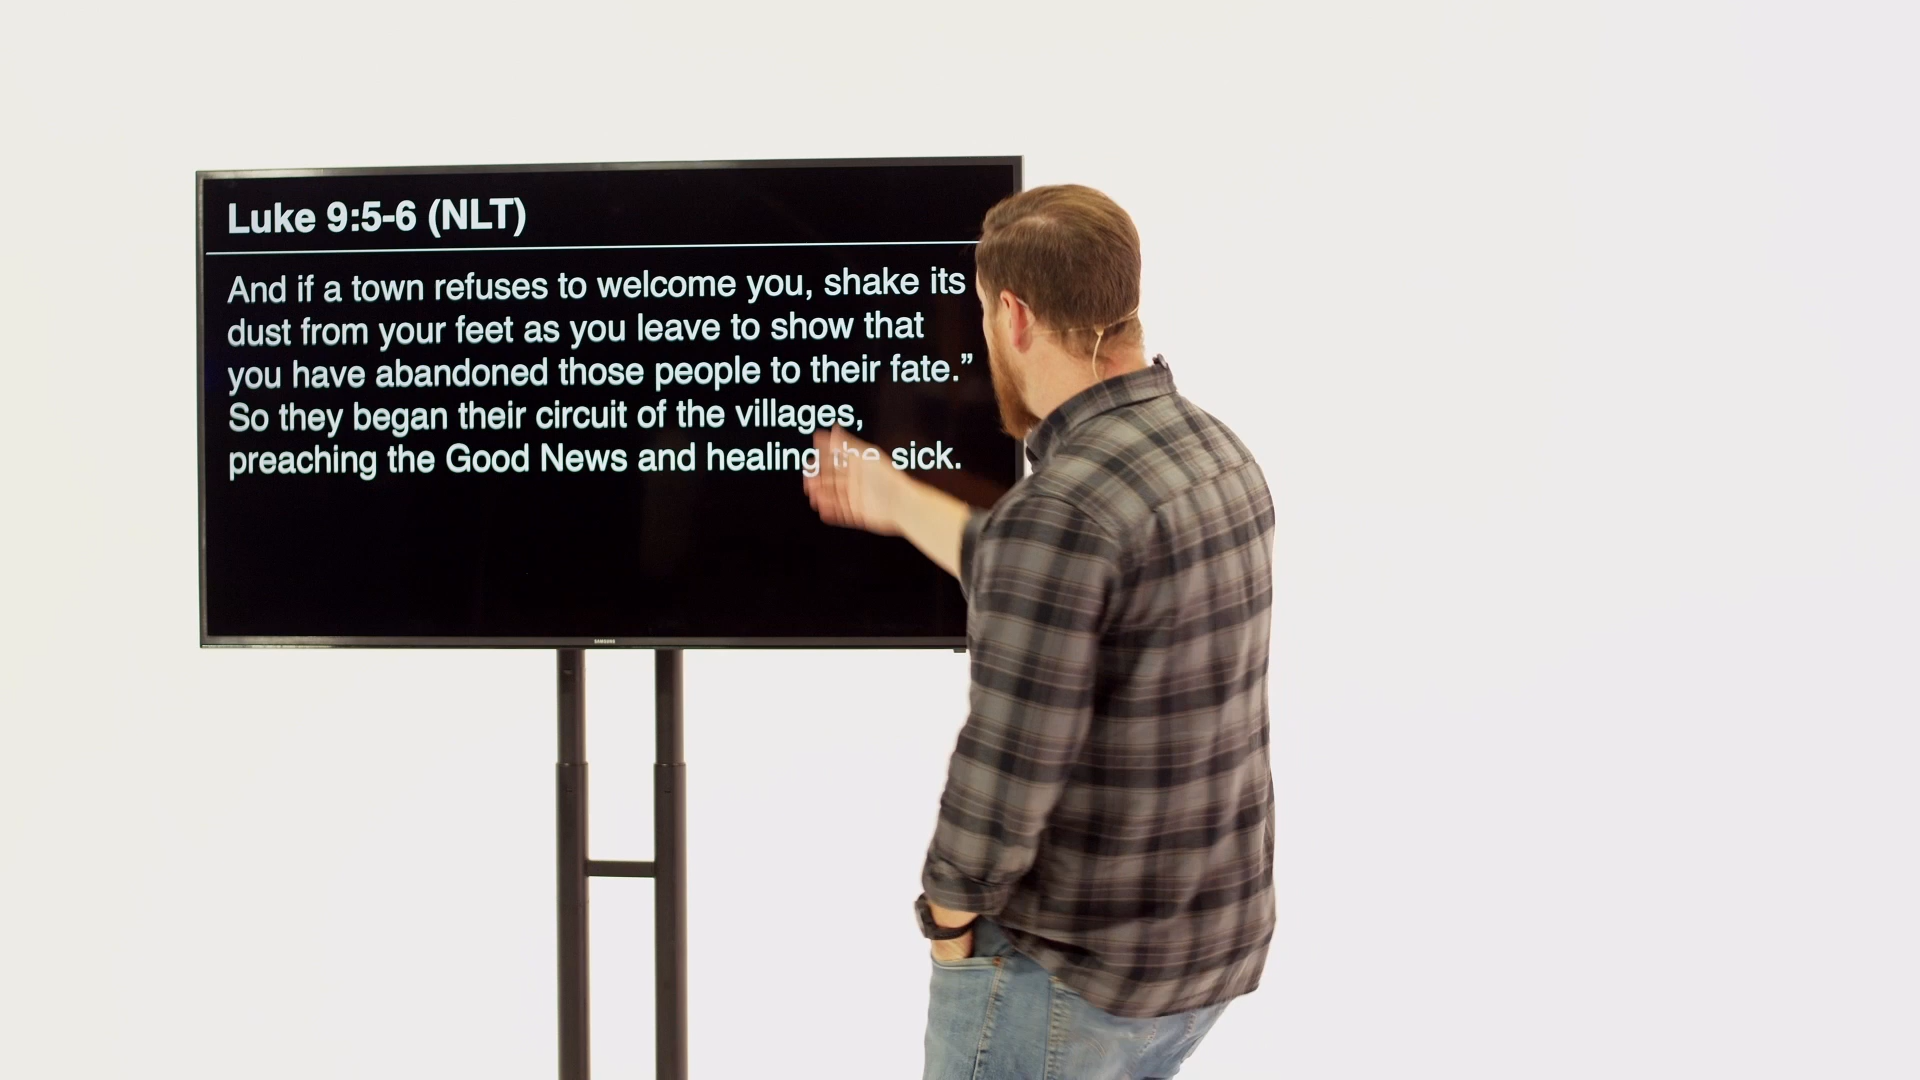 Luke 9:5-6 (NLT)
And if a town refuses to welcome you, shake its
dust from your feet as you leave to show that
you have abandoned those people to their fate.”
So they began their circuit of the villages,
preaching the Good News and healing the sick.
SAMSUNG